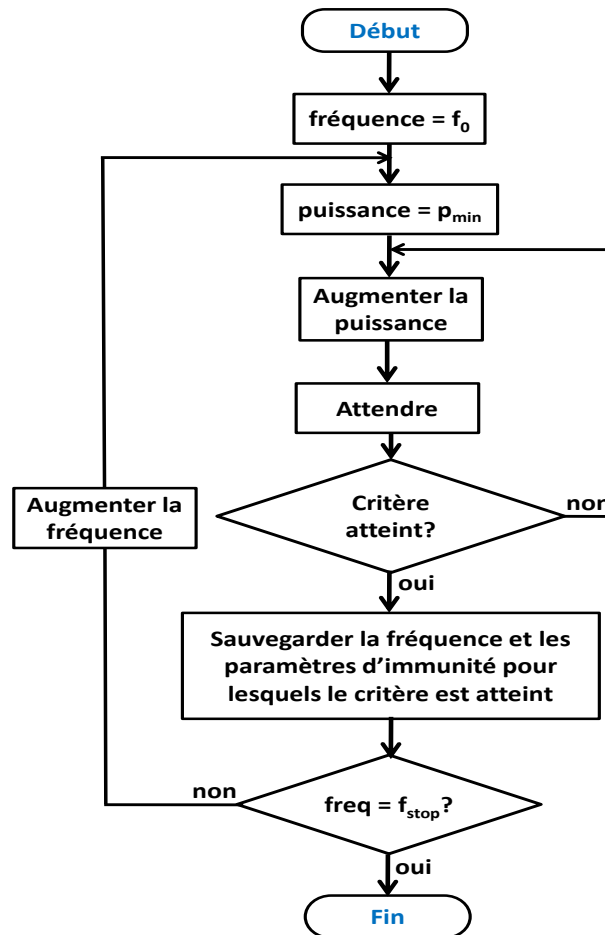 Début
fréquence = f₀
puissance = pₘᵢₙ
Augmenter la
puissance
Attendre
Augmenter la
fréquence
Critère
atteint?
non
oui
Sauvegarder la fréquence et les
paramètres d'immunité pour
lesquels le critère est atteint
non
freq = fstop?
oui
Fin